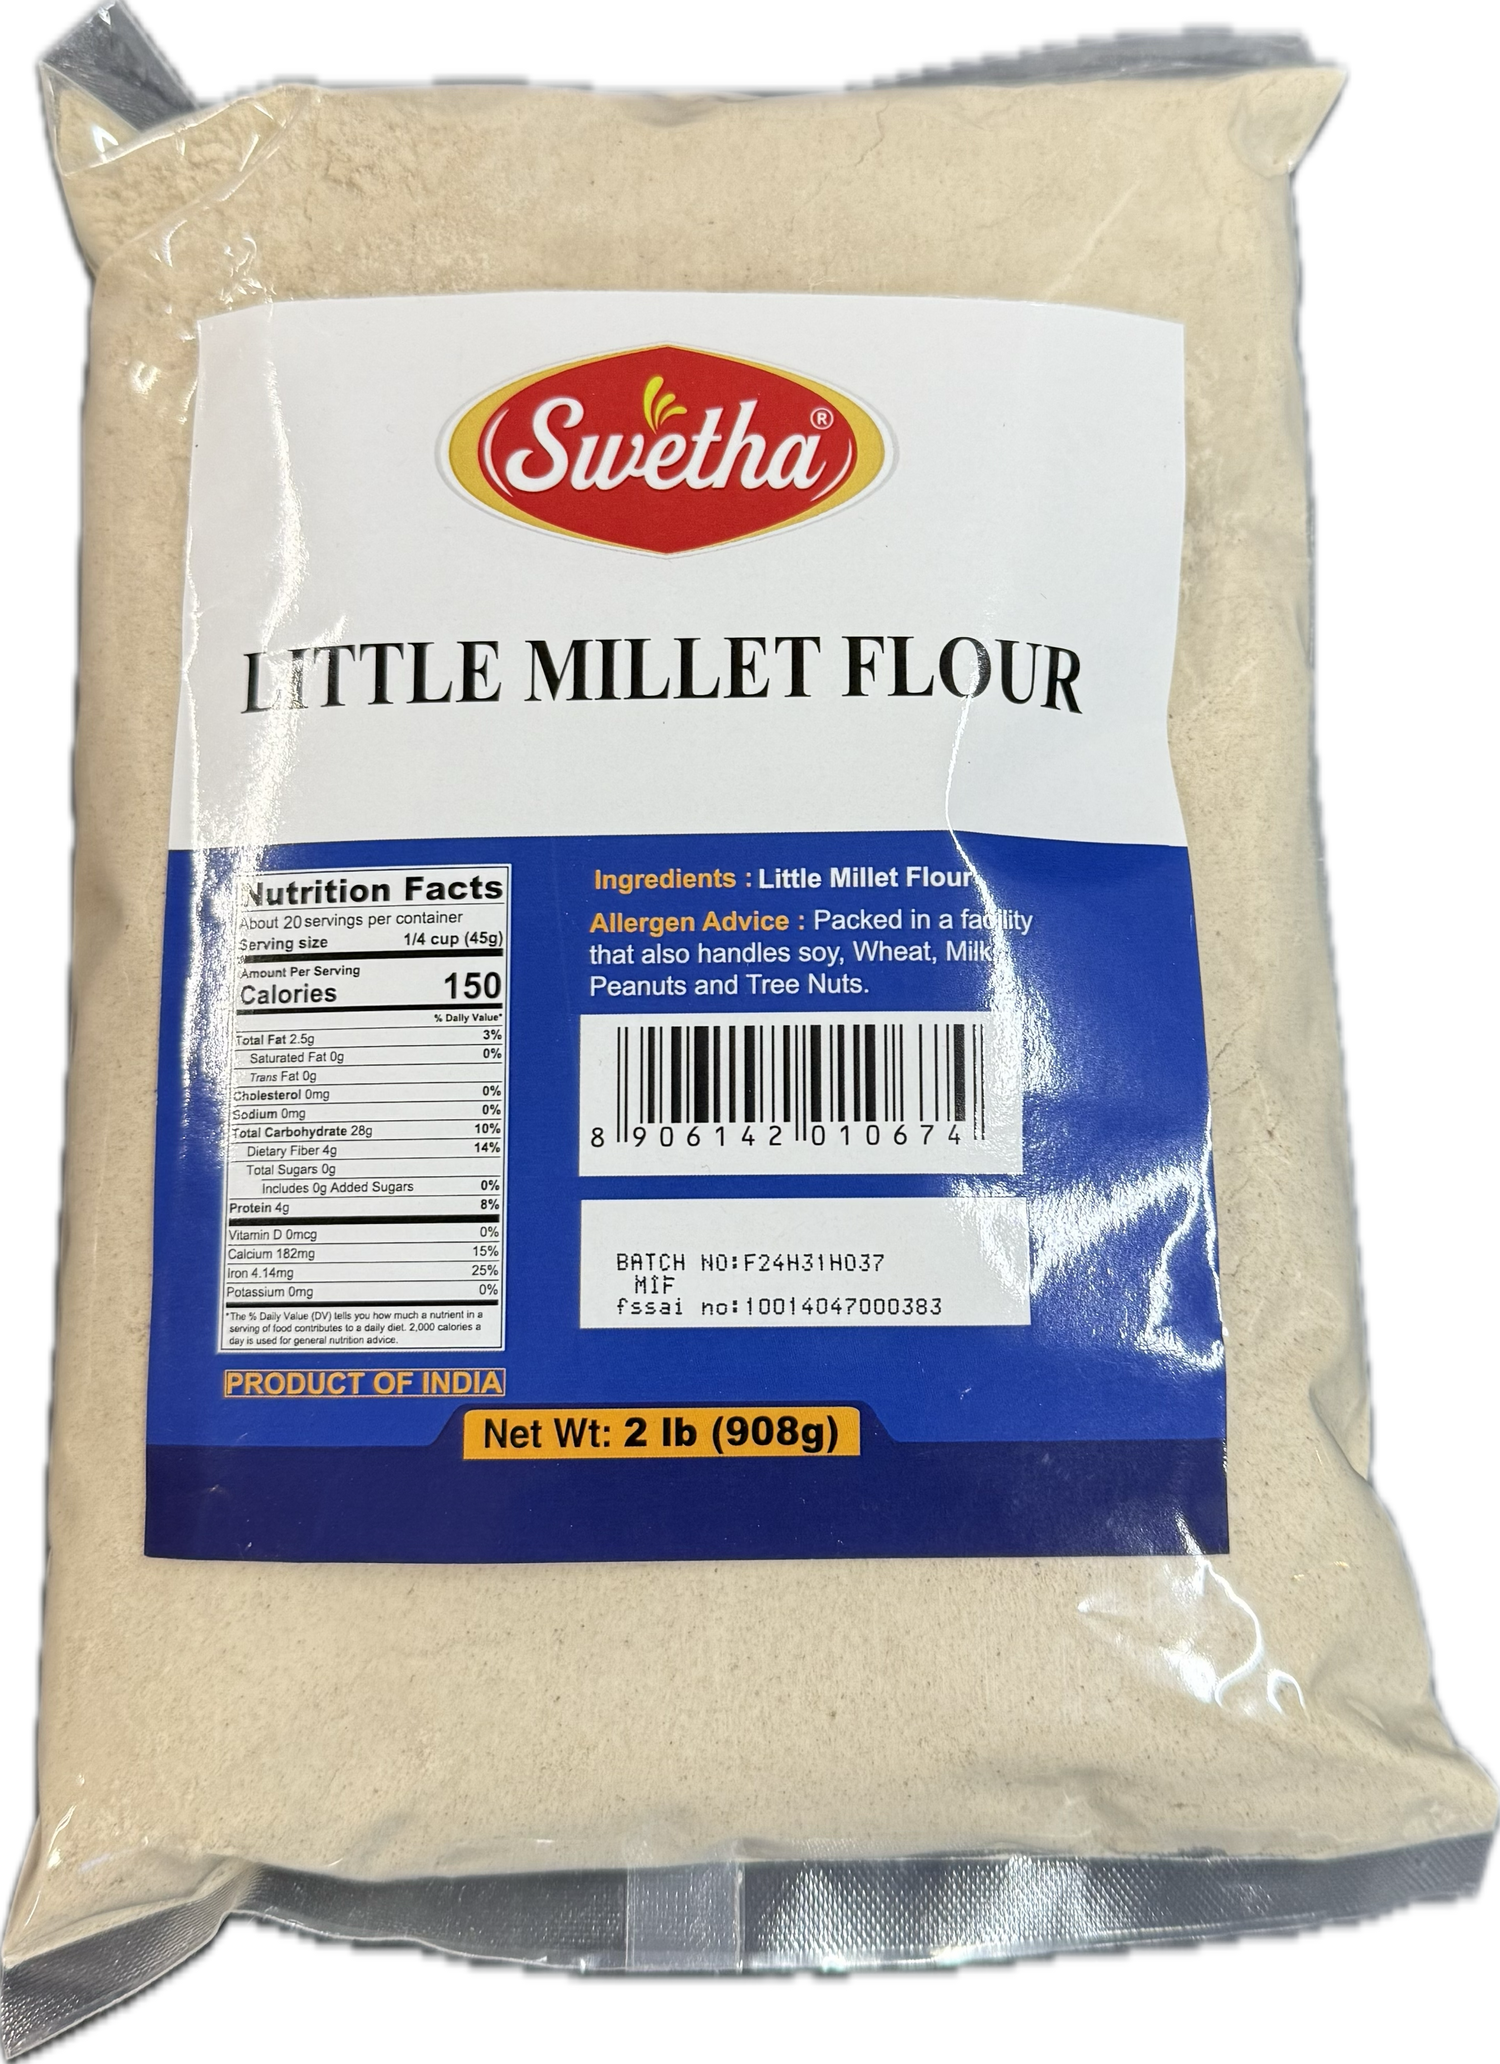 Swetha®
LITTLE MILLET FLOUR
Nutrition Facts
About 20 servings per container
Serving size 1/4 cup (45g)
Amount Per Serving
Calories 150
% Daily Value*
Total Fat 2.5g 3%
Saturated Fat 0g 0%
Trans Fat 0g
Cholesterol 0mg 0%
Sodium 0mg 0%
Total Carbohydrate 28g 10%
Dietary Fiber 4g 14%
Total Sugars 0g
Includes 0g Added Sugars 0%
Protein 4g 8%
Vitamin D 0mcg 0%
Calcium 182mg 15%
Iron 4.14mg 25%
Potassium 0mg 0%
*The % Daily Value (DV) tells you how much a nutrient in a
serving of food contributes to a daily diet. 2,000 calories a
day is used for general nutrition advice.
PRODUCT OF INDIA
Ingredients : Little Millet Flour
Allergen Advice : Packed in a facility
that also handles soy, Wheat, Milk
Peanuts and Tree Nuts.
8 906142 010674
BATCH NO:F24H31H037
MIF
fssai no:10014047000383
Net Wt: 2 lb (908g)